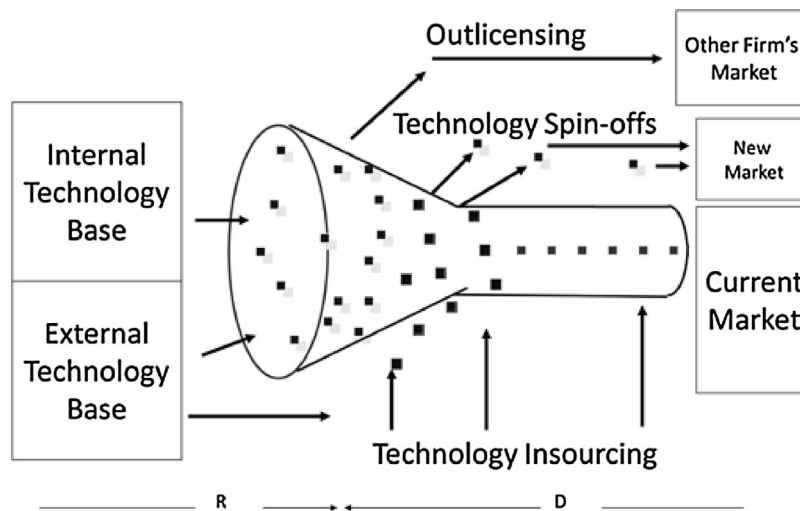 Outlicensing
Other Firm's
Market
Technology Spin-offs
New
Market
Internal
Technology
Base
External
Technology
Base
Current
Market
Technology Insourcing
R
D